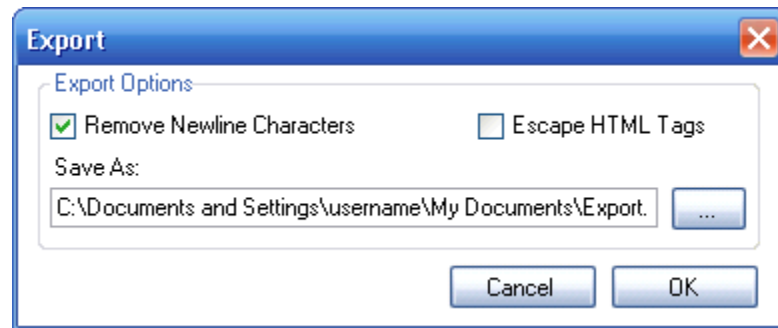 Export
Export Options
Remove Newline Characters Escape HTML Tags
Save As:
C:\Documents and Settings\username\My Documents\Export. ...
Cancel OK